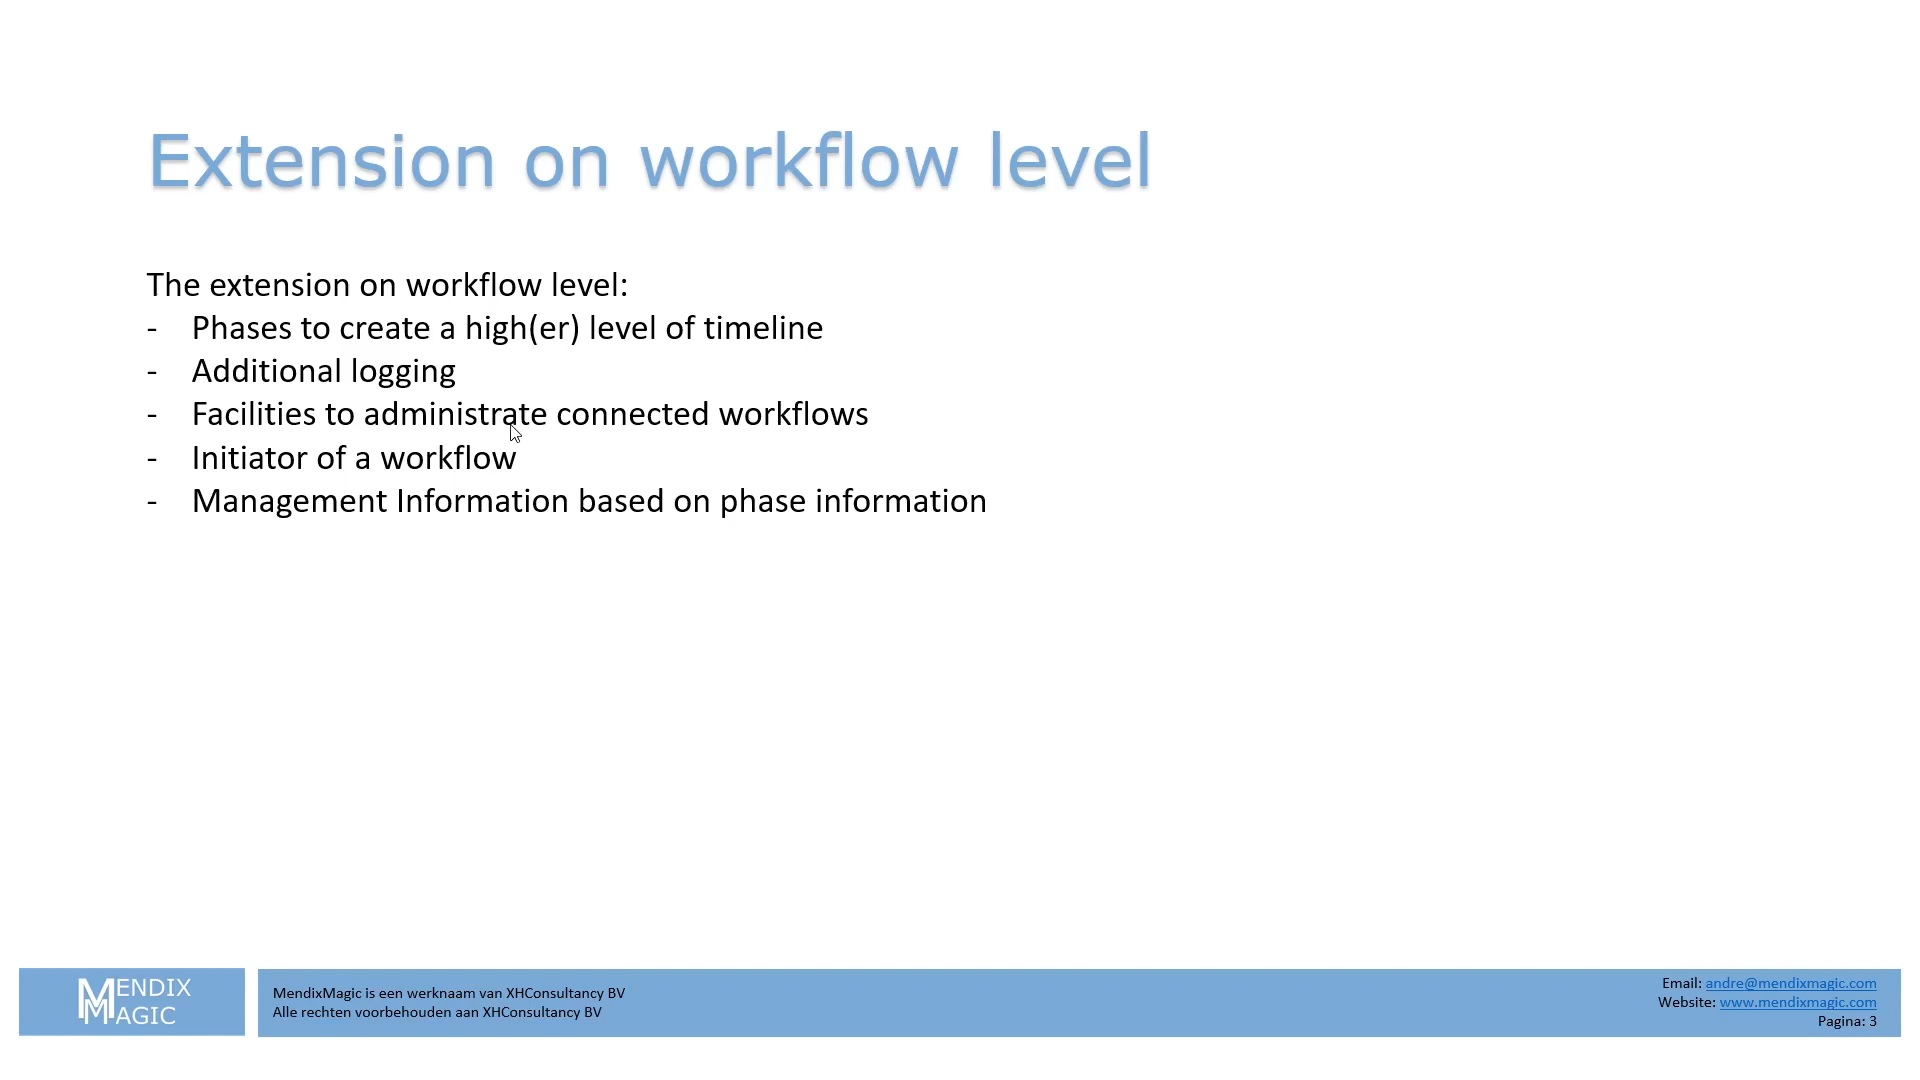 Extension on workflow level
The extension on workflow level:
- Phases to create a high(er) level of timeline
- Additional logging
- Facilities to administrate connected workflows
- Initiator of a workflow
- Management Information based on phase information
MENDIX
MAGIC
MendixMagic is een werknaam van XHConsultancy BV
Alle rechten voorbehouden aan XHConsultancy BV
Email: andre@mendixmagic.com
Website: www.mendixmagic.com
Pagina: 3